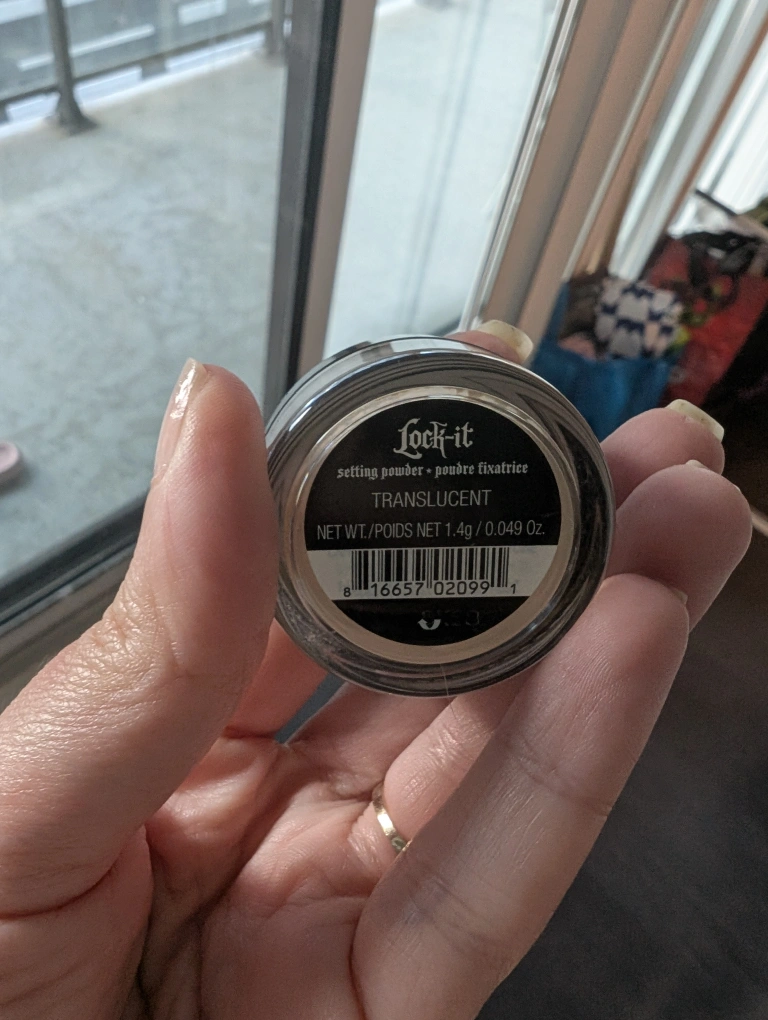 Lock-it
setting powder • poudre fixatrice
TRANSLUCENT
NET WT./POIDS NET 1.4g / 0.049 Oz.
8 16657 02099 1